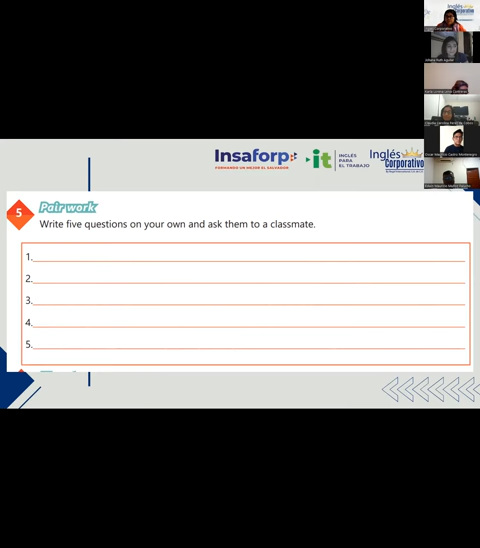 Insaforp
FORMANDO UN MEJOR EL SALVADOR
it
INGLÉS
PARA
EL TRABAJO
Inglés
Corporativo
5
Pair work
Write five questions on your own and ask them to a classmate.
1.
2.
3.
4.
5.